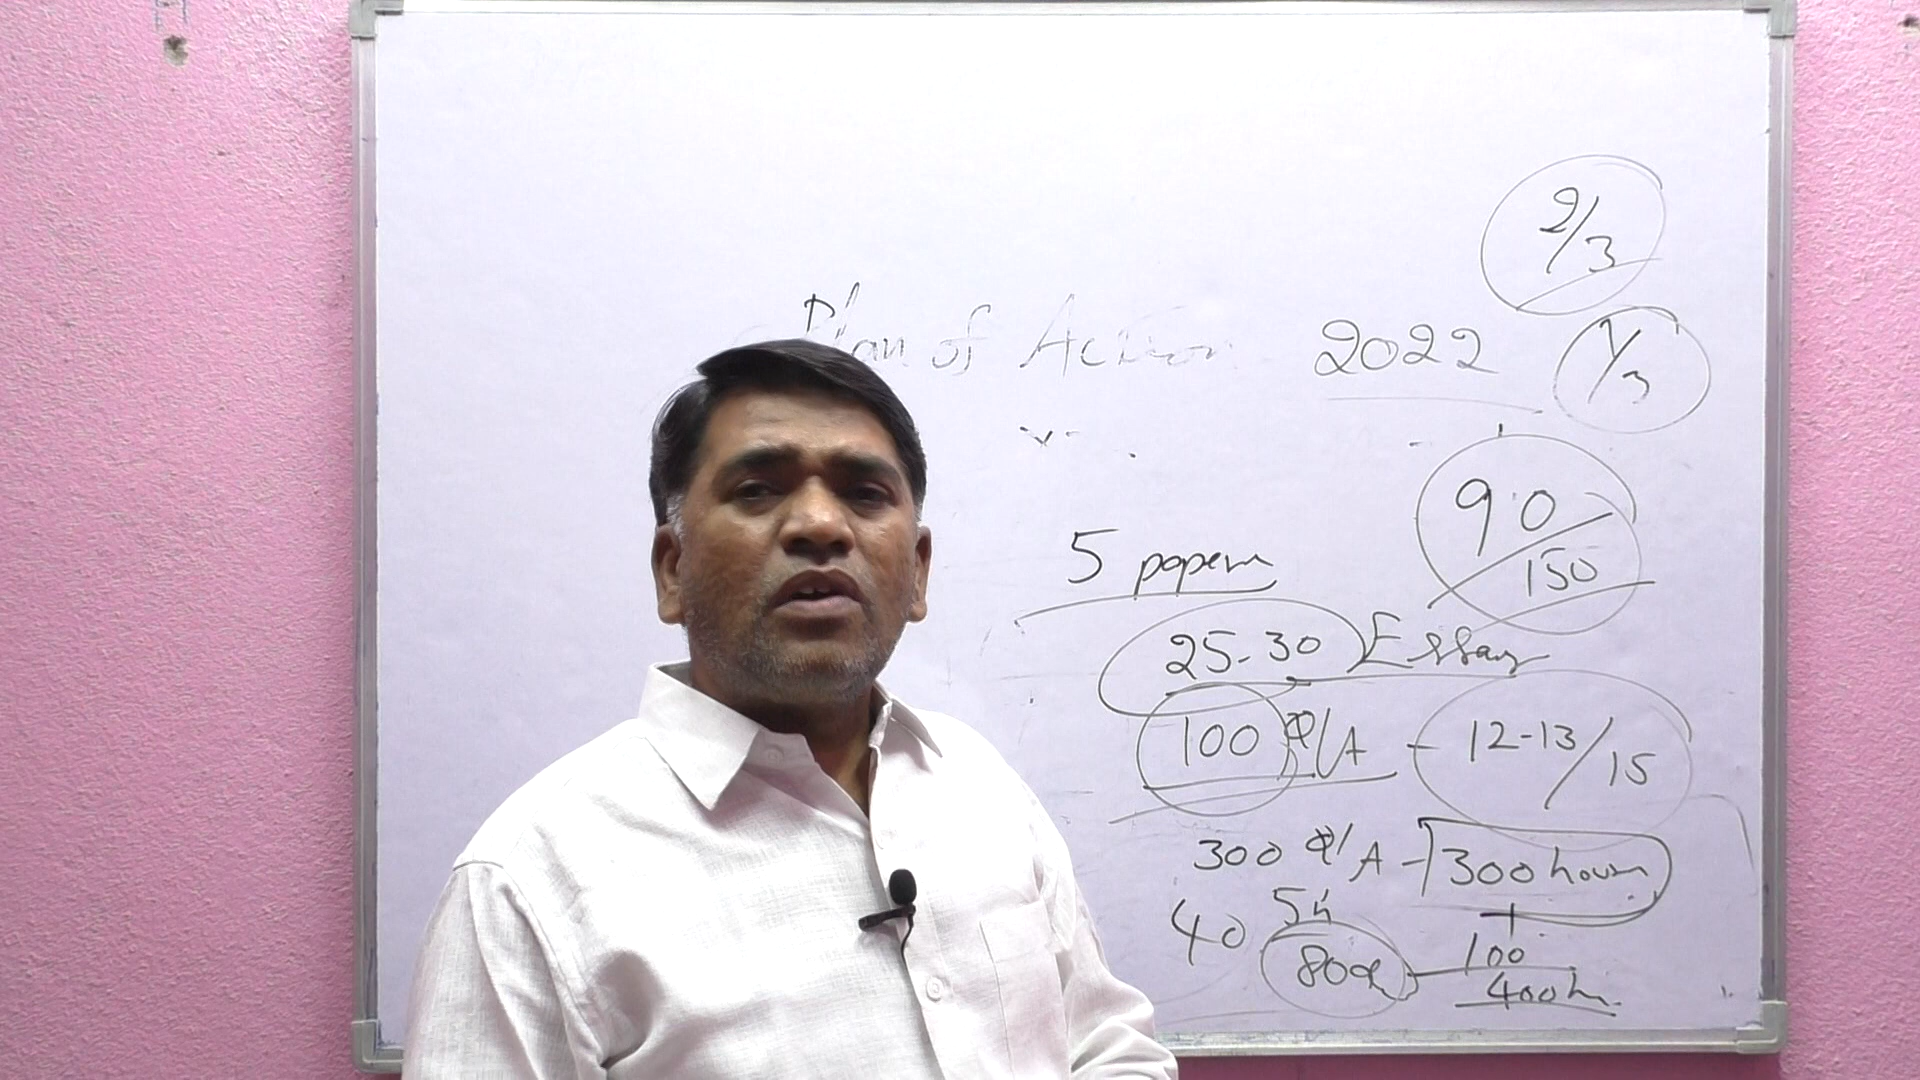 2/3
Plan of Action 2022
1/3
90/150
5 papers
25-30 Essay
100 Q/A - 12-13/15
300 Q/A - 300 hours
5h
40 80d 100
400h